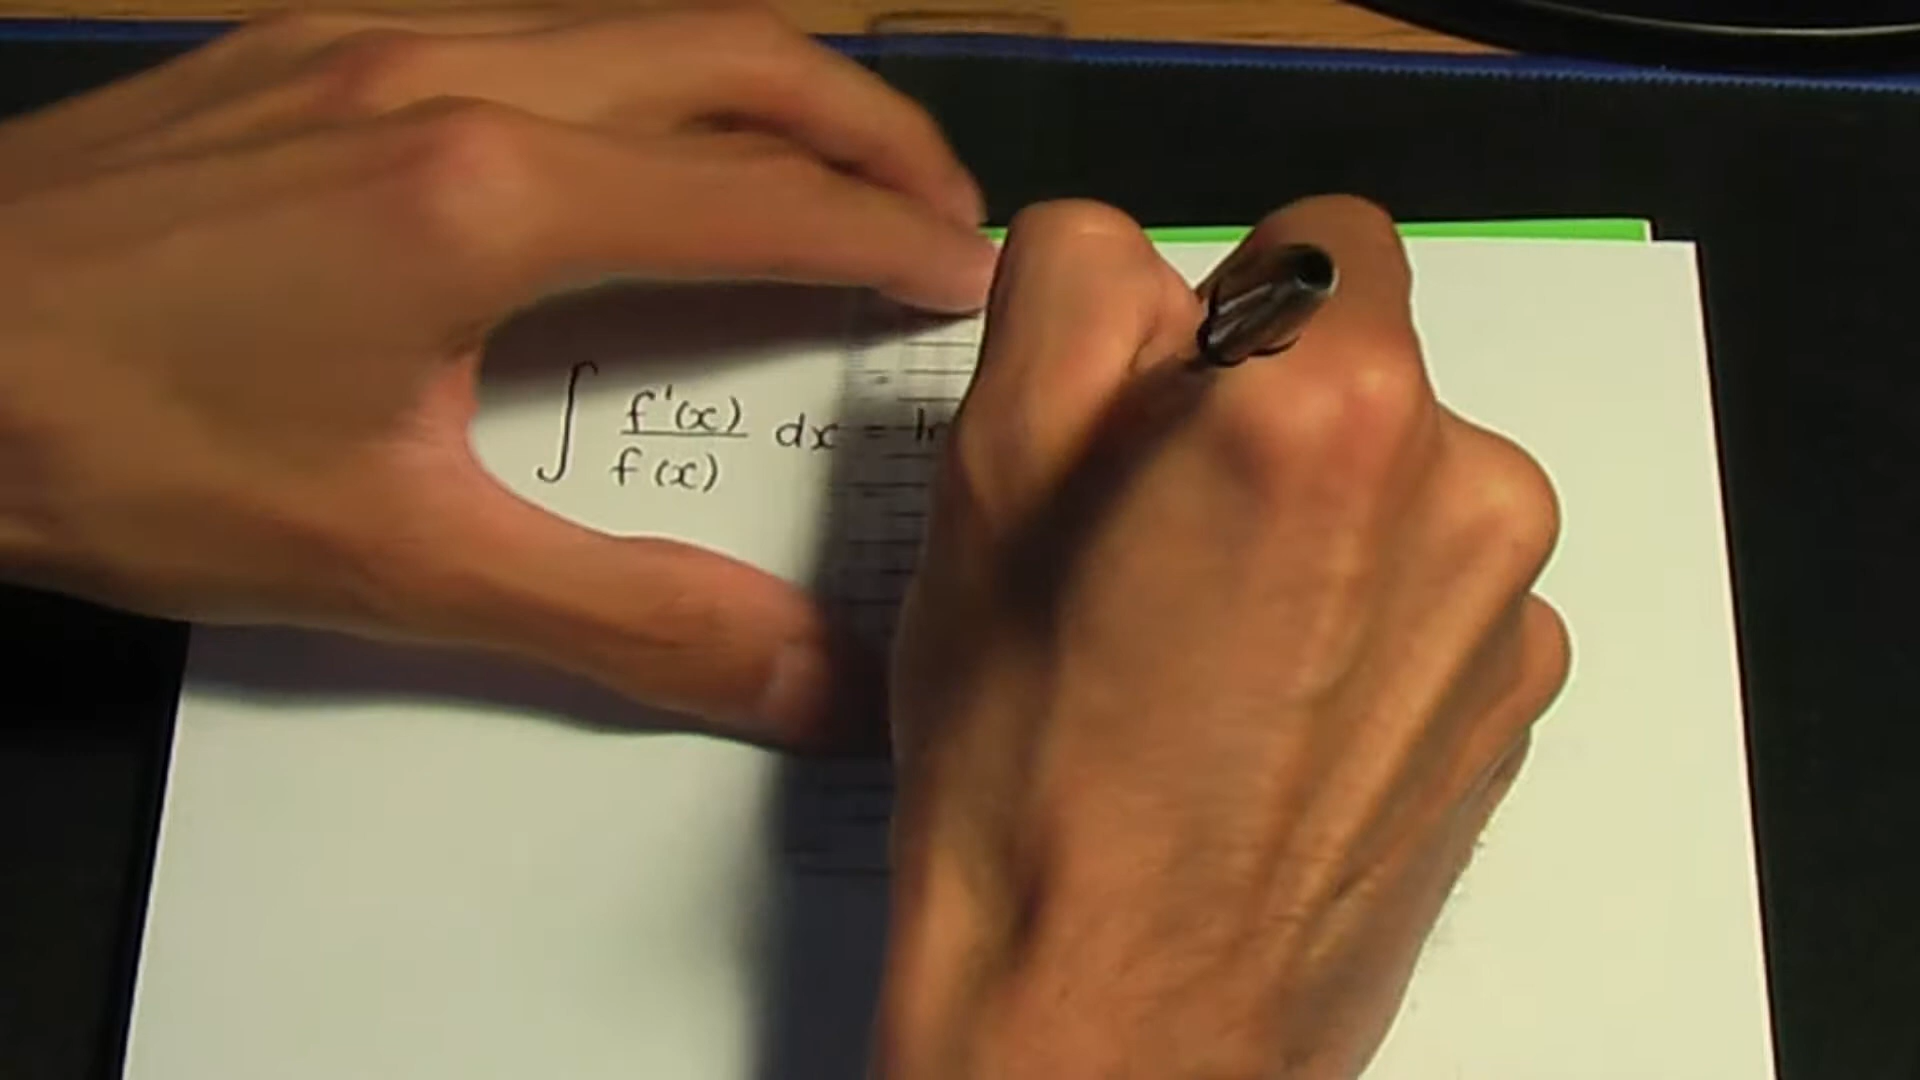 ∫ f'(x)/f(x) dx = ln